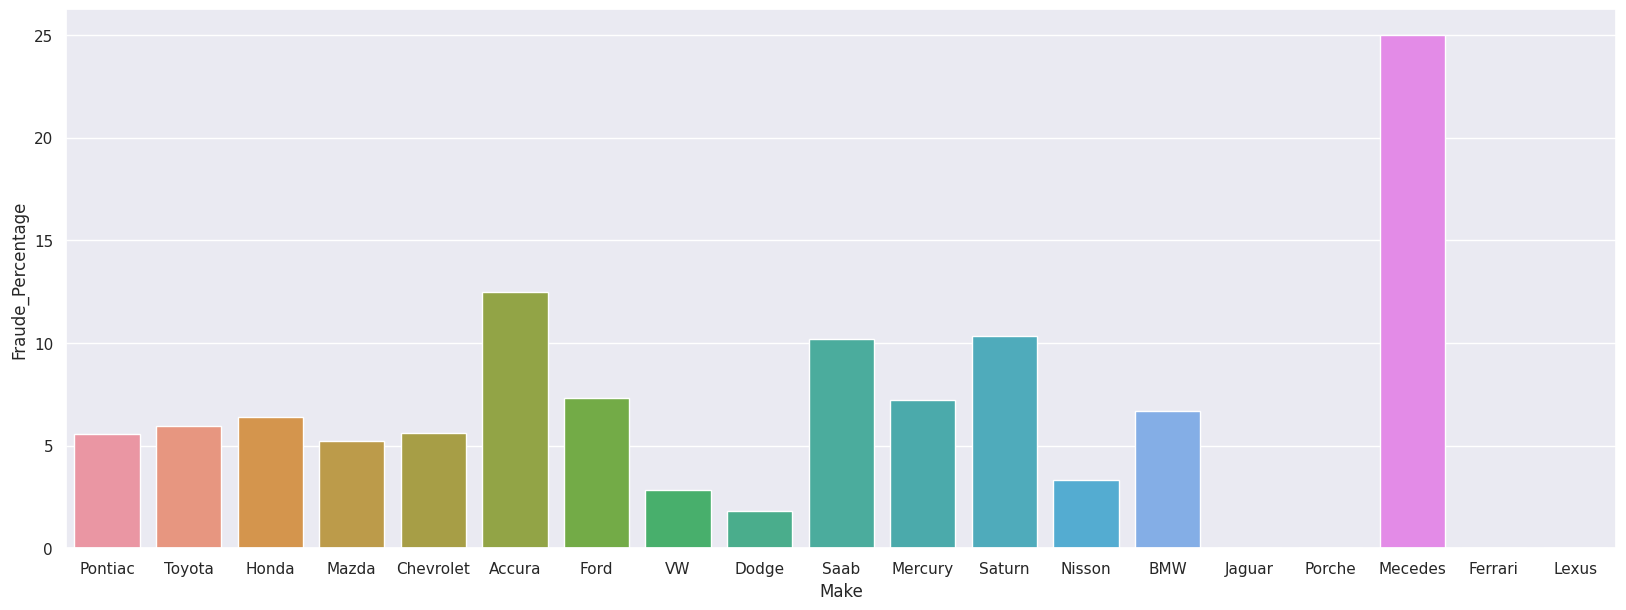 Fraude_Percentage
25
20
15
10
5
0
Pontiac Toyota Honda Mazda Chevrolet Accura Ford VW Dodge Saab Mercury Saturn Nisson BMW Jaguar Porche Mecedes Ferrari Lexus
Make